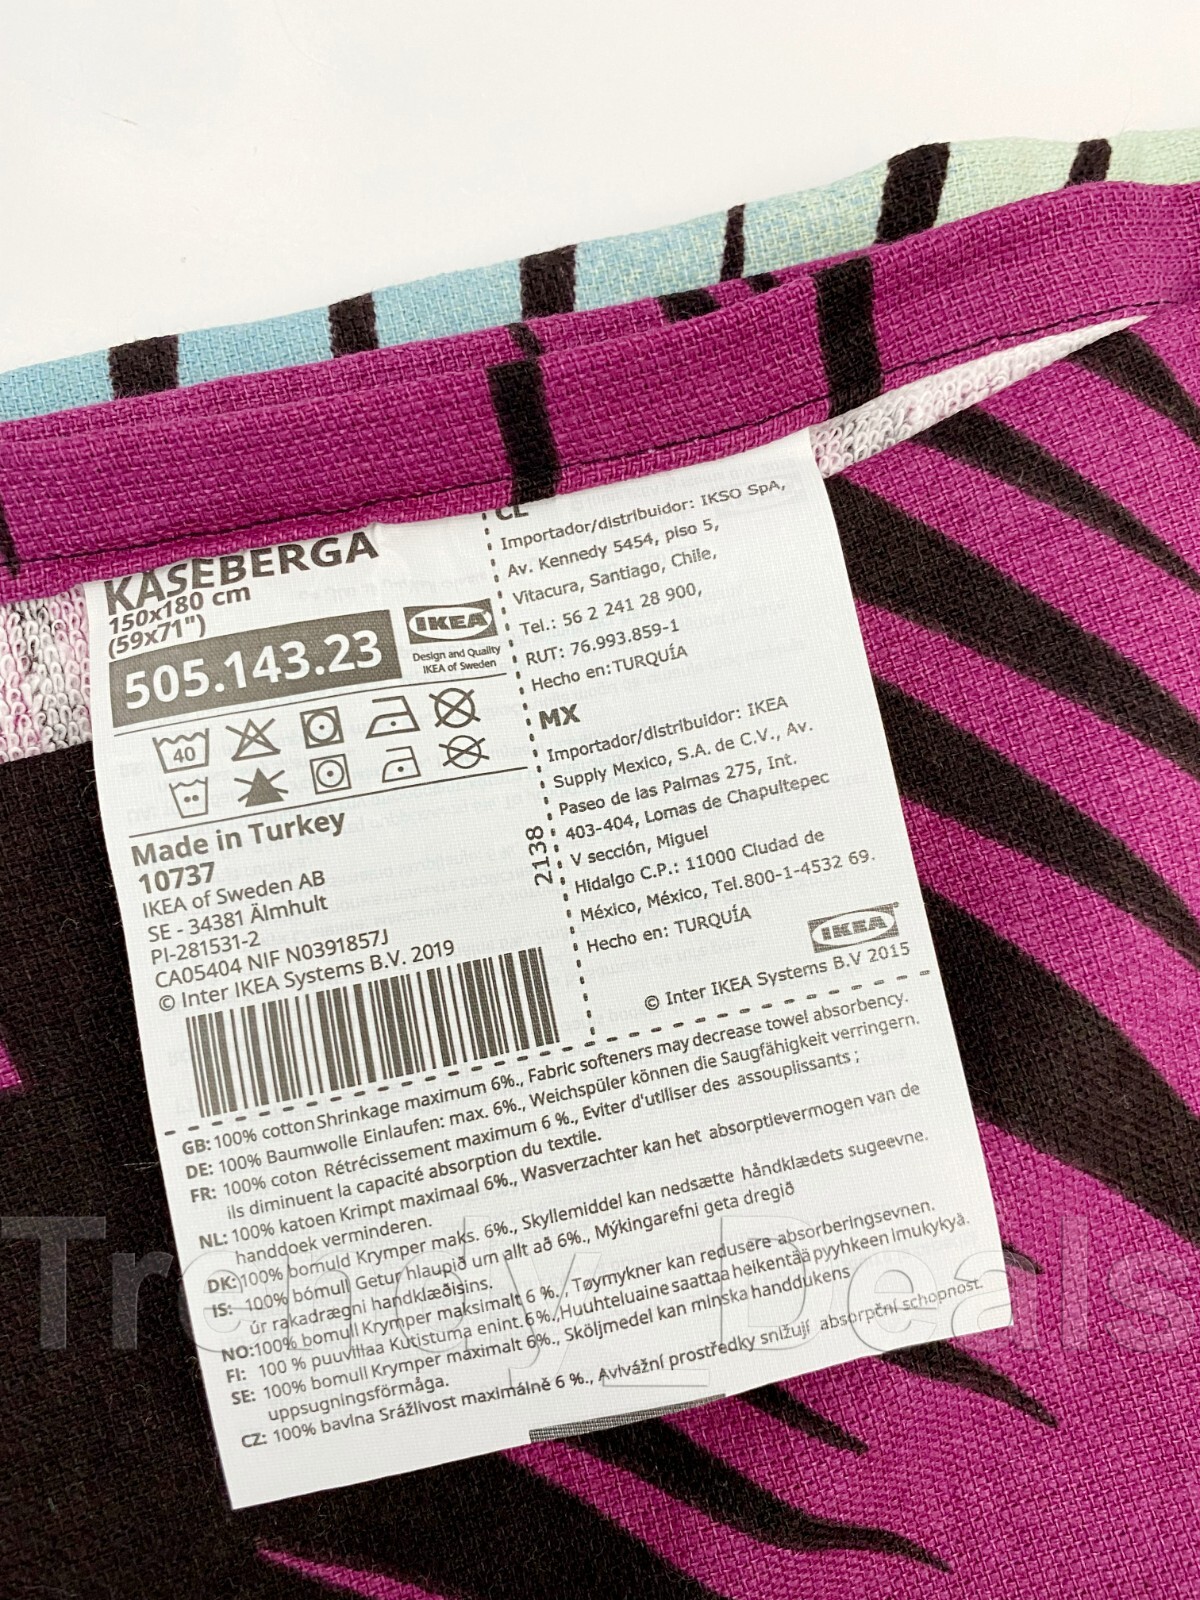 KÅSEBERGA
150x180 cm
(59x71")
505.143.23
IKEA
Design and Quality
IKEA of Sweden
40
Made in Turkey
10737
IKEA of Sweden AB
SE - 34381 Älmhult
PI-281531-2
CA05404 NIF N0391857J
© Inter IKEA Systems B.V. 2019
2138
CL
Importador/distribuidor: IKSO SpA,
Av. Kennedy 5454, piso 5,
Vitacura, Santiago, Chile,
Tel.: 56 2 241 28 900,
RUT: 76.993.859-1
Hecho en:TURQUÍA
MX
Importador/distribuidor: IKEA
Supply Mexico, S.A. de C.V., Av.
Paseo de las Palmas 275, Int.
403-404, Lomas de Chapultepec
V sección, Miguel
Hidalgo C.P.: 11000 Ciudad de
México, México, Tel.800-1-4532 69.
Hecho en: TURQUÍA
IKEA
© Inter IKEA Systems B.V 2015
GB: 100% cotton Shrinkage maximum 6%., Fabric softeners may decrease towel absorbency.
DE: 100% Baumwolle Einlaufen: max. 6%., Weichspüler können die Saugfähigkeit verringern.
FR: 100% coton Rétrécissement maximum 6 %., Eviter d'utiliser des assouplissants ;
ils diminuent la capacité absorption du textile.
NL: 100% katoen Krimpt maximaal 6%., Wasverzachter kan het absorptievermogen van de
handdoek verminderen.
DK: 100% bomuld Krymper maks. 6%., Skyllemiddel kan nedsætte håndklædets sugeevne.
IS: 100% bómull Getur hlaupið um allt að 6%., Mýkingarefni geta dregið
úr rakadrægni handklæðisins.
NO: 100% bomull Krymper maksimalt 6 %., Tøymykner kan redusere absorberingsevnen.
FI: 100 % puuvillaa Kutistuma enint.6%.,Huuhteluaine saattaa heikentää pyyhkeen imukykyä.
SE: 100% bomull Krymper maximalt 6%., Sköljmedel kan minska handdukens
uppsugningsförmåga.
CZ: 100% bavlna Srážlivost maximálně 6 %., Avivážní prostředky snižují absorpční schopnost.
Trendy_Deals